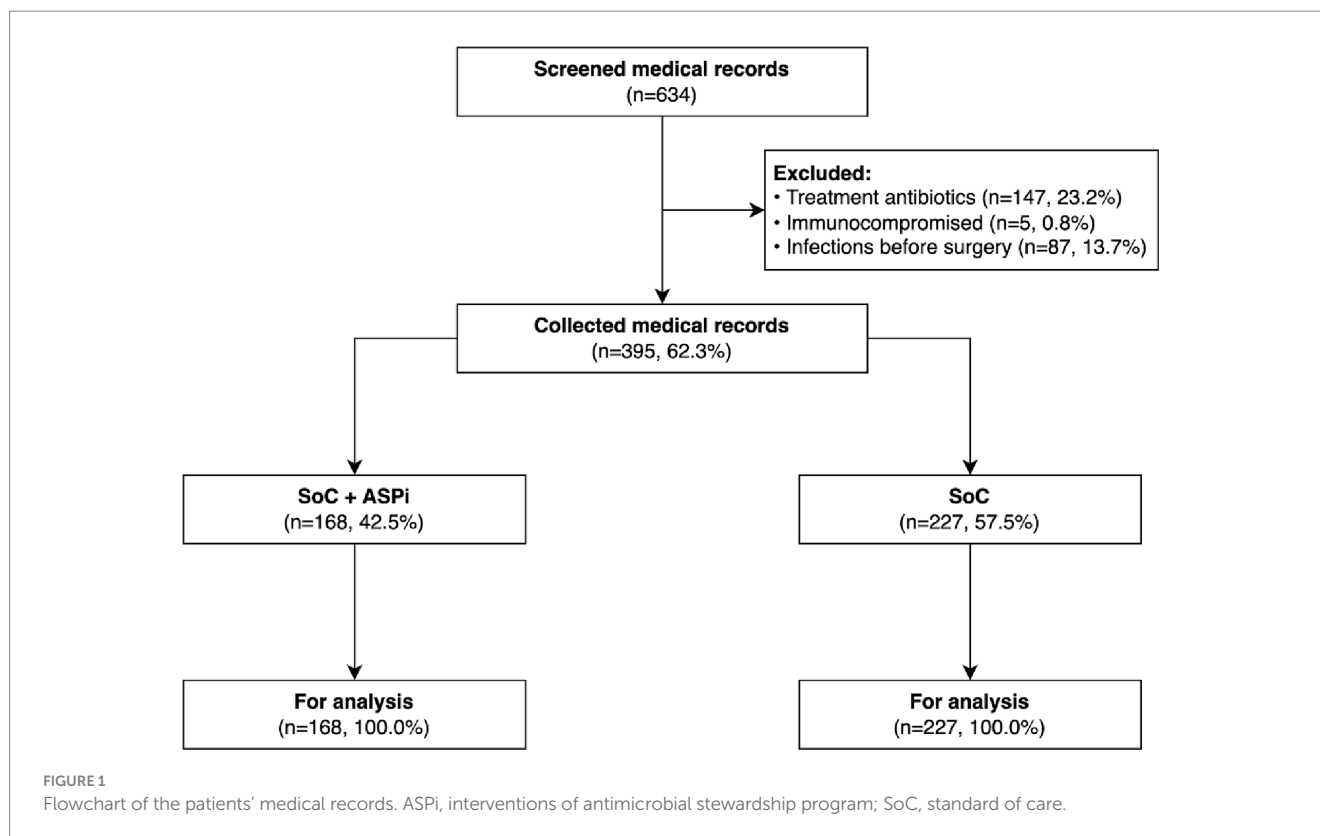 Screened medical records
(n=634)
Excluded:
• Treatment antibiotics (n=147, 23.2%)
• Immunocompromised (n=5, 0.8%)
• Infections before surgery (n=87, 13.7%)
Collected medical records
(n=395, 62.3%)
SoC + ASPi
(n=168, 42.5%)
SoC
(n=227, 57.5%)
For analysis
(n=168, 100.0%)
For analysis
(n=227, 100.0%)
FIGURE 1
Flowchart of the patients’ medical records. ASPi, interventions of antimicrobial stewardship program; SoC, standard of care.